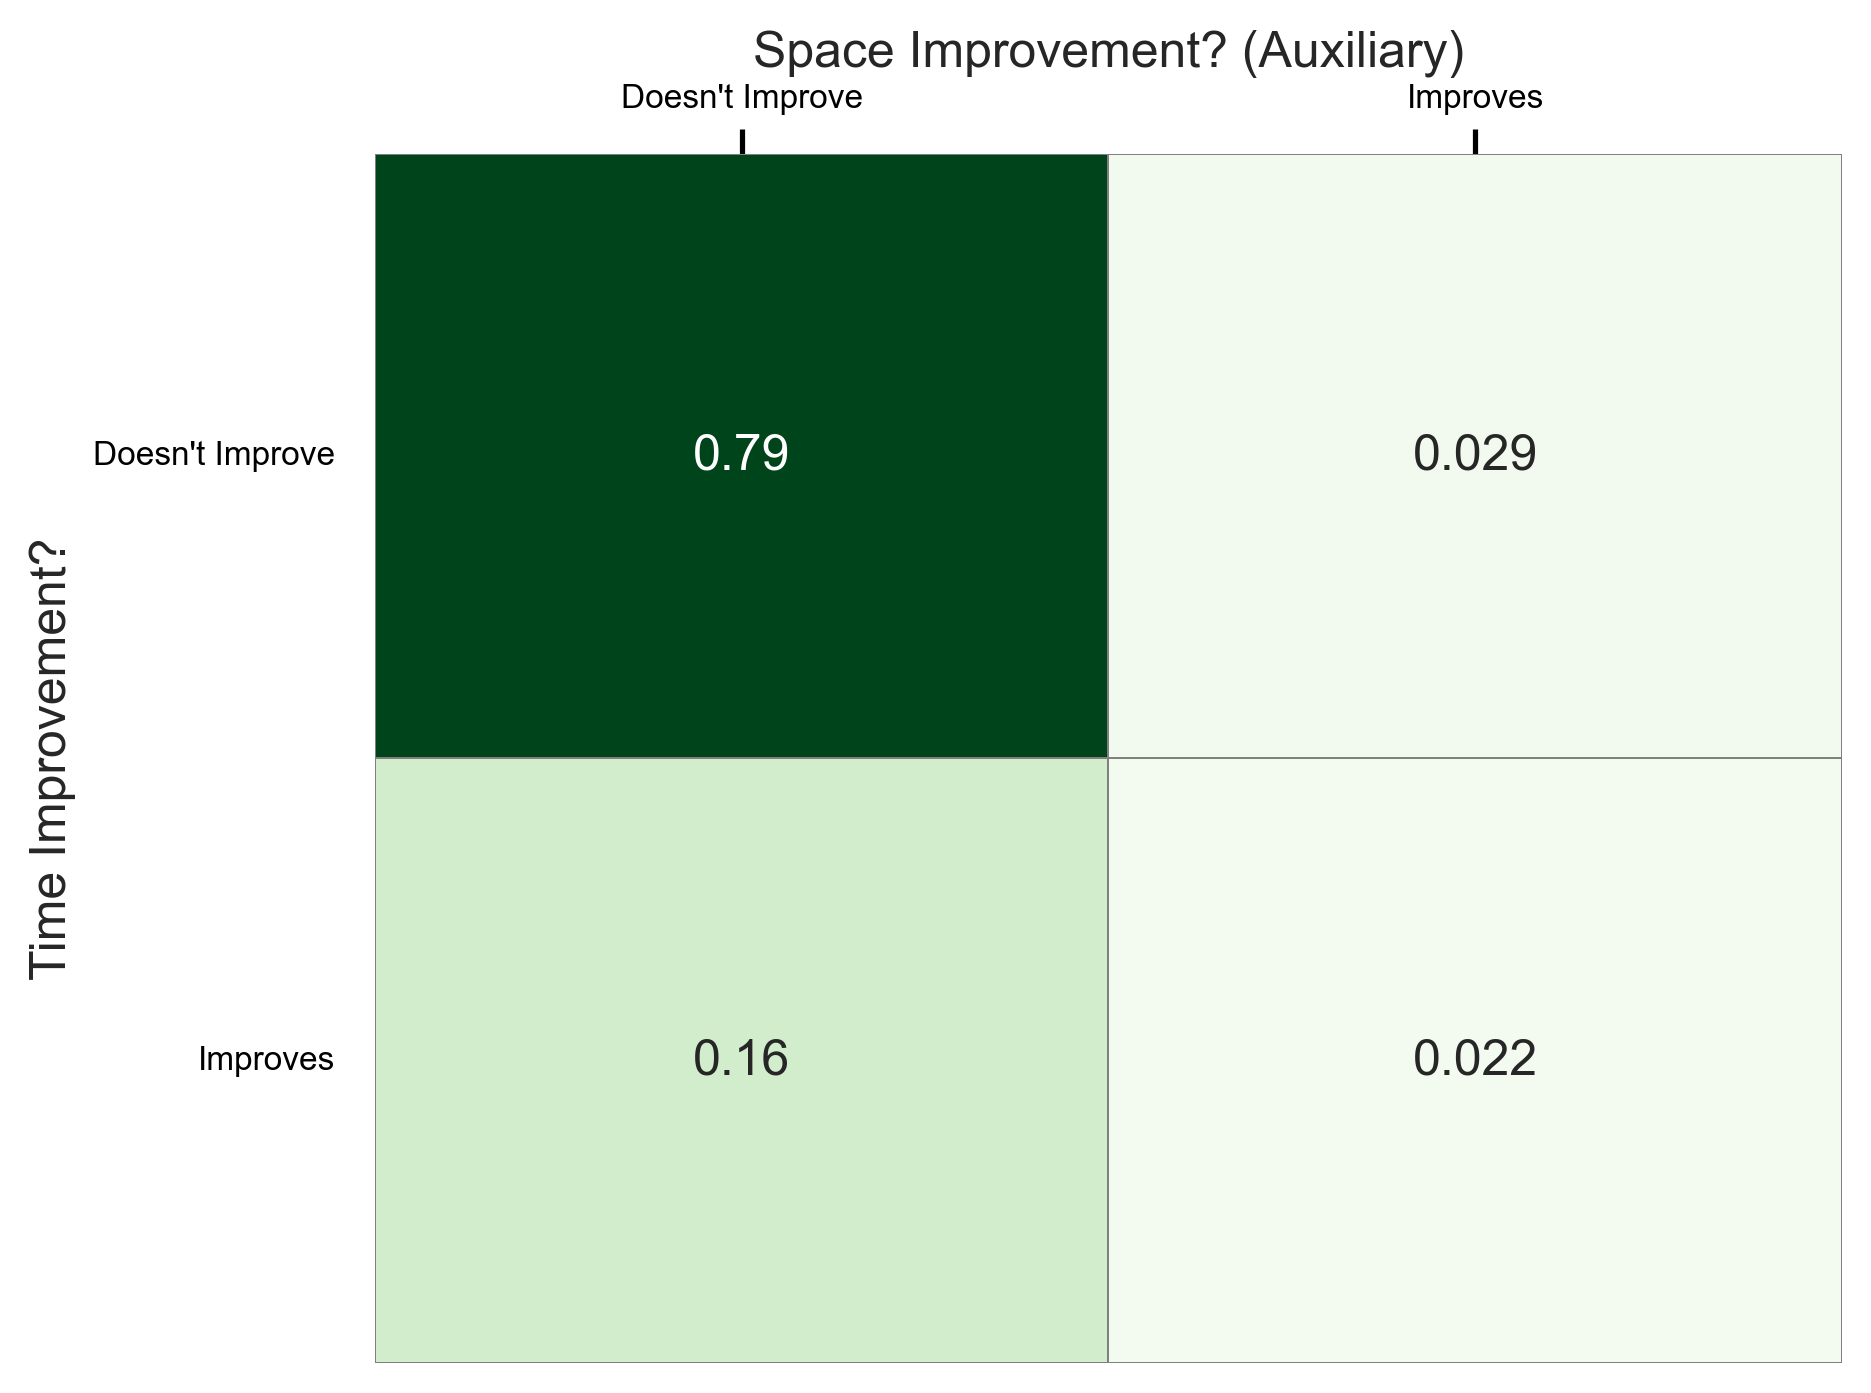 Space Improvement? (Auxiliary)
Doesn't Improve
Improves
Time Improvement?
Doesn't Improve
0.79
0.029
Improves
0.16
0.022